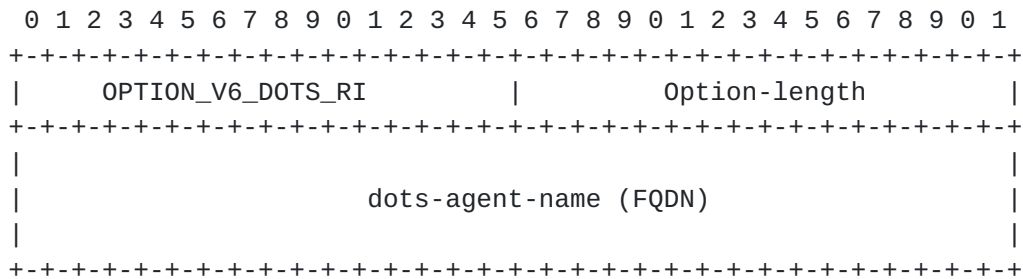 0 1 2 3 4 5 6 7 8 9 0 1 2 3 4 5 6 7 8 9 0 1 2 3 4 5 6 7 8 9 0 1
+-+-+-+-+-+-+-+-+-+-+-+-+-+-+-+-+-+-+-+-+-+-+-+-+-+-+-+-+-+-+-+-+
|     OPTION_V6_DOTS_RI         |         Option-length         |
+-+-+-+-+-+-+-+-+-+-+-+-+-+-+-+-+-+-+-+-+-+-+-+-+-+-+-+-+-+-+-+-+
|                                                               |
|                      dots-agent-name (FQDN)                   |
|                                                               |
+-+-+-+-+-+-+-+-+-+-+-+-+-+-+-+-+-+-+-+-+-+-+-+-+-+-+-+-+-+-+-+-+